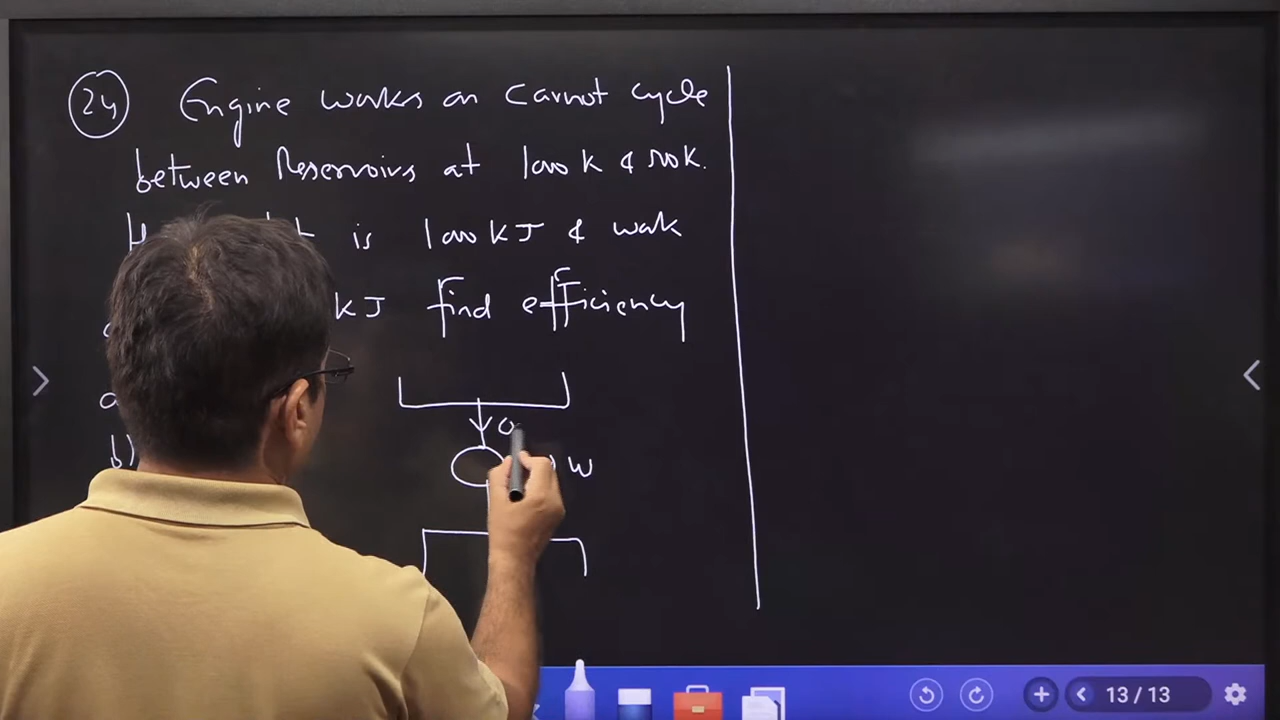 24 Engine works on Carnot cycle
between Reservoirs at 1000 K & 500 K.
is 1000 KJ & work
KJ find efficiency
a
b)
W
13 / 13